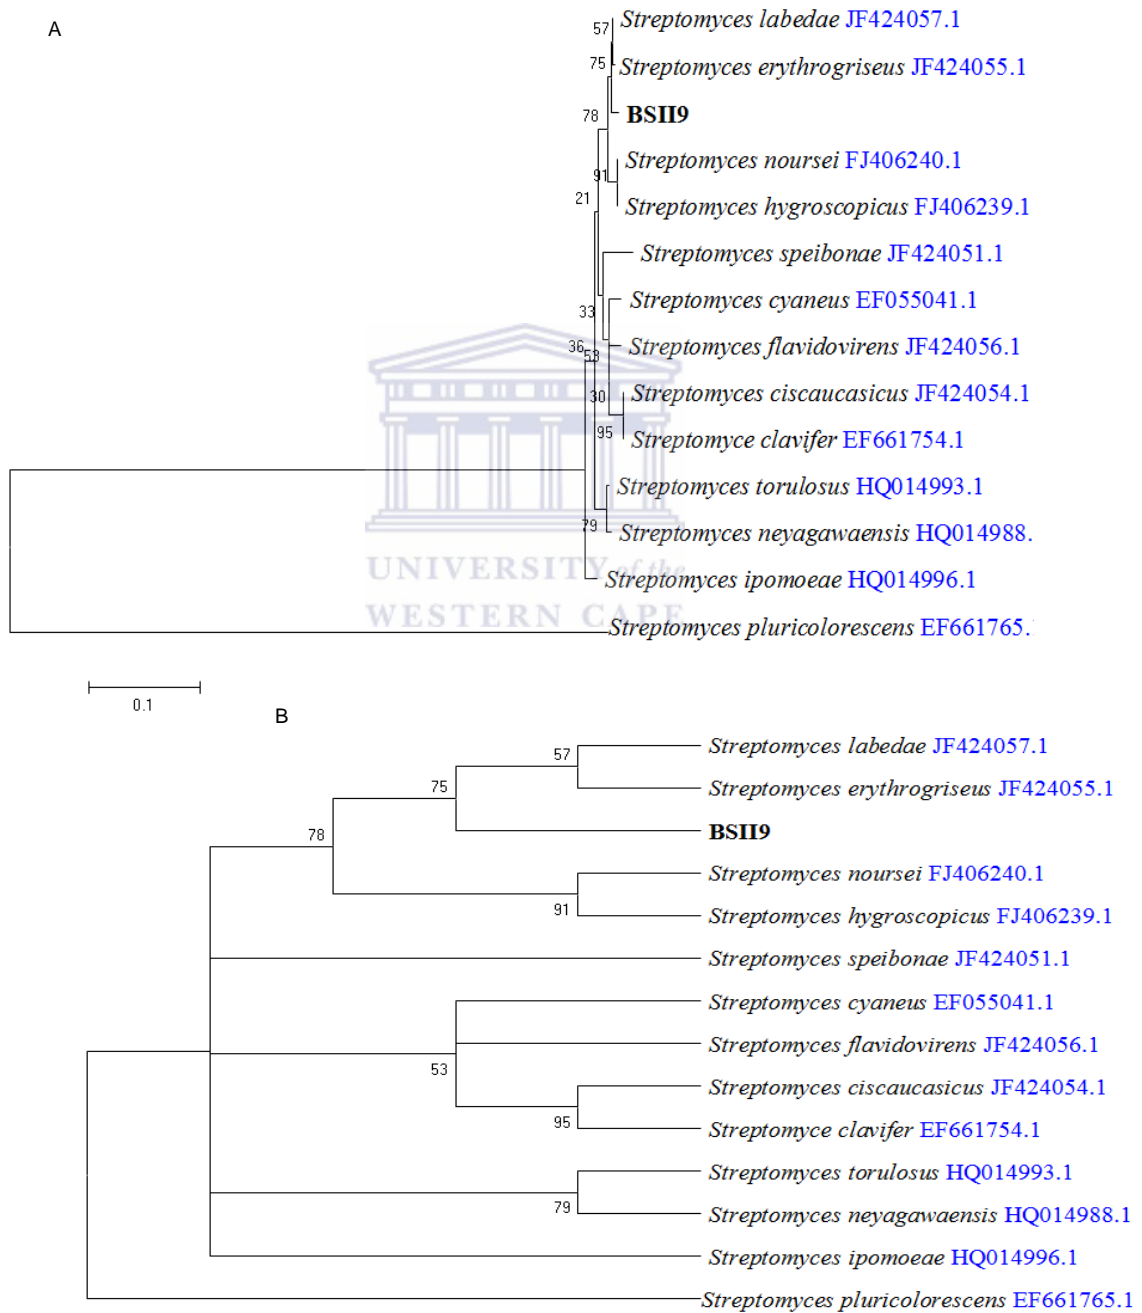 A
57
Streptomyces labedae JF424057.1
75
Streptomyces erythrogriseus JF424055.1
78
BSII9
91
Streptomyces noursei FJ406240.1
21
Streptomyces hygroscopicus FJ406239.1
Streptomyces speibonae JF424051.1
Streptomyces cyaneus EF055041.1
33
36
53
Streptomyces flavidovirens JF424056.1
30
Streptomyces ciscaucasicus JF424054.1
95
Streptomyce clavifer EF661754.1
Streptomyces torulosus HQ014993.1
79
Streptomyces neyagawaensis HQ014988.
UNIVERSITY of the
Streptomyces ipomoeae HQ014996.1
WESTERN CAPE
Streptomyces pluricolorescens EF661765.
0.1
B
57
Streptomyces labedae JF424057.1
75
Streptomyces erythrogriseus JF424055.1
78
BSII9
Streptomyces noursei FJ406240.1
91
Streptomyces hygroscopicus FJ406239.1
Streptomyces speibonae JF424051.1
Streptomyces cyaneus EF055041.1
Streptomyces flavidovirens JF424056.1
53
Streptomyces ciscaucasicus JF424054.1
95
Streptomyce clavifer EF661754.1
Streptomyces torulosus HQ014993.1
79
Streptomyces neyagawaensis HQ014988.1
Streptomyces ipomoeae HQ014996.1
Streptomyces pluricolorescens EF661765.1